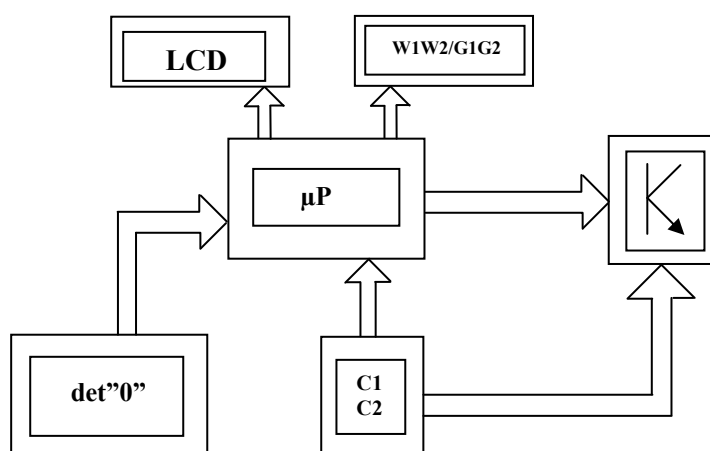 LCD
W1W2/G1G2
µP
det”0”
C1
C2